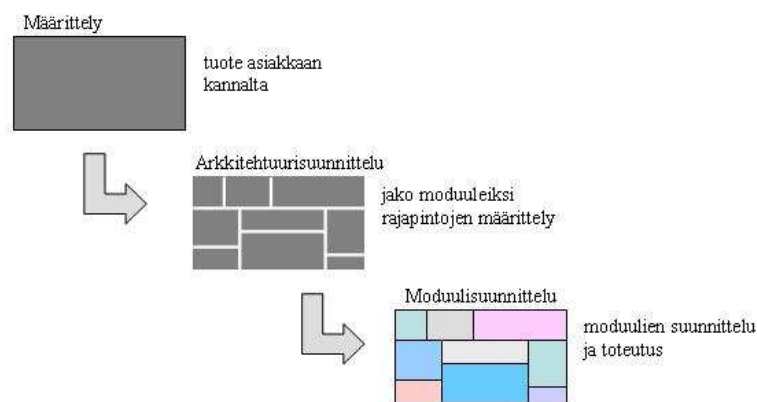 Määrittely
tuote asiakkaan
kannalta
Arkkitehtuurisuunnittelu
jako moduuleiksi
rajapintojen määrittely
Moduulisuunnittelu
moduulien suunnittelu
ja toteutus